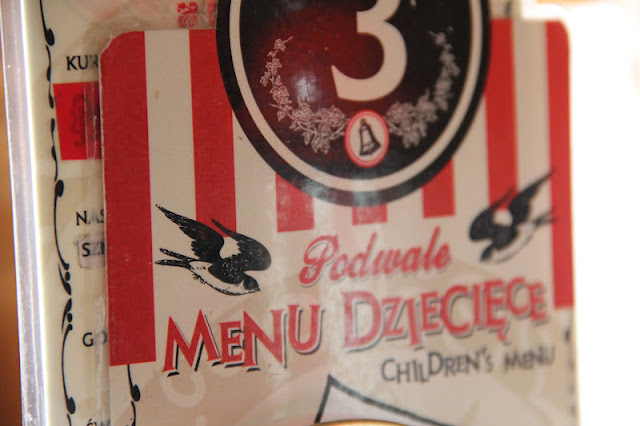 3
Podwale
MENU DZIECIĘCE
CHILDREN'S MENU